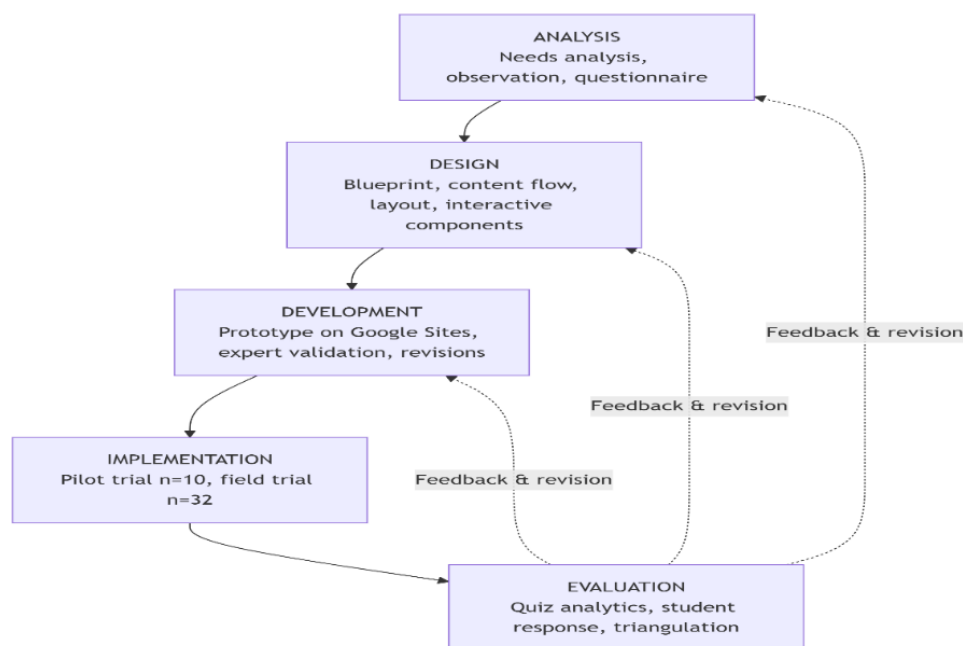 ANALYSIS
Needs analysis,
observation, questionnaire
DESIGN
Blueprint, content flow,
layout, interactive
components
DEVELOPMENT
Prototype on Google Sites,
expert validation, revisions
Feedback & revision
Feedback & revision
IMPLEMENTATION
Pilot trial n=10, field trial
n=32
Feedback & revision
EVALUATION
Quiz analytics, student
response, triangulation